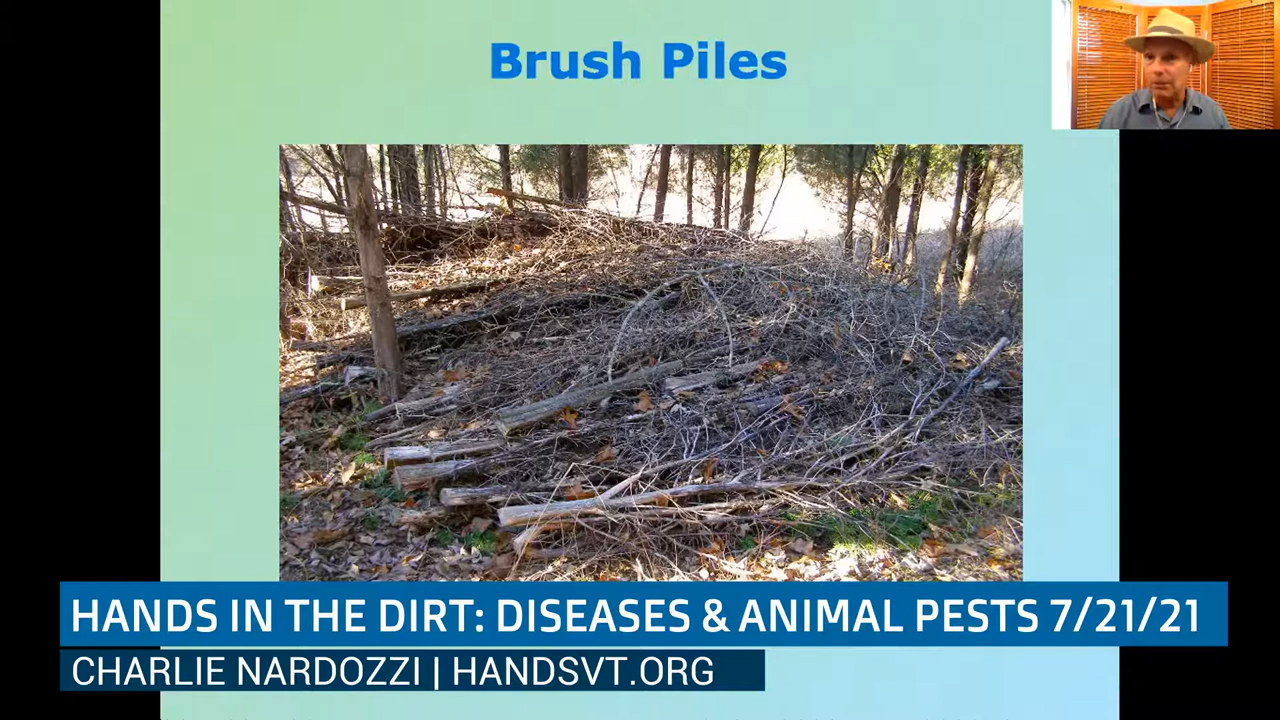 Brush Piles
HANDS IN THE DIRT: DISEASES & ANIMAL PESTS 7/21/21
CHARLIE NARDOZZI | HANDSVT.ORG